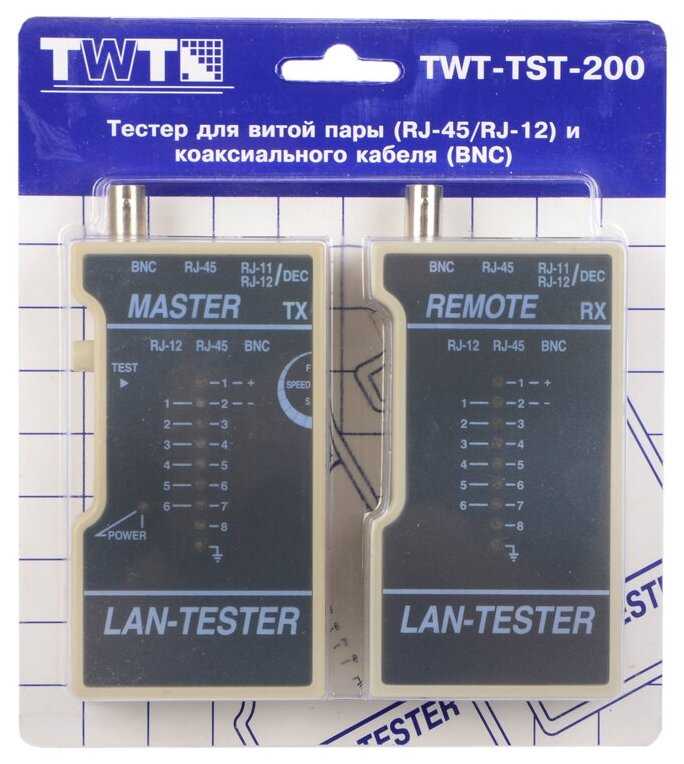 TWT
TWT-TST-200
Тестер для витой пары (RJ-45/RJ-12) и
коаксиального кабеля (BNC)
BNC RJ-45 RJ-11 RJ-12/DEC
MASTER TX
RJ-12 RJ-45 BNC
TEST
F
SPEED
S
1 +
1 2 -
2 3
3 4
4 5
5 6
6 7
8
POWER
LAN-TESTER
BNC RJ-45 RJ-11 RJ-12/DEC
REMOTE RX
RJ-12 RJ-45 BNC
1 +
1 2 -
2 3
3 4
4 5
5 6
6 7
8
LAN-TESTER
TESTER